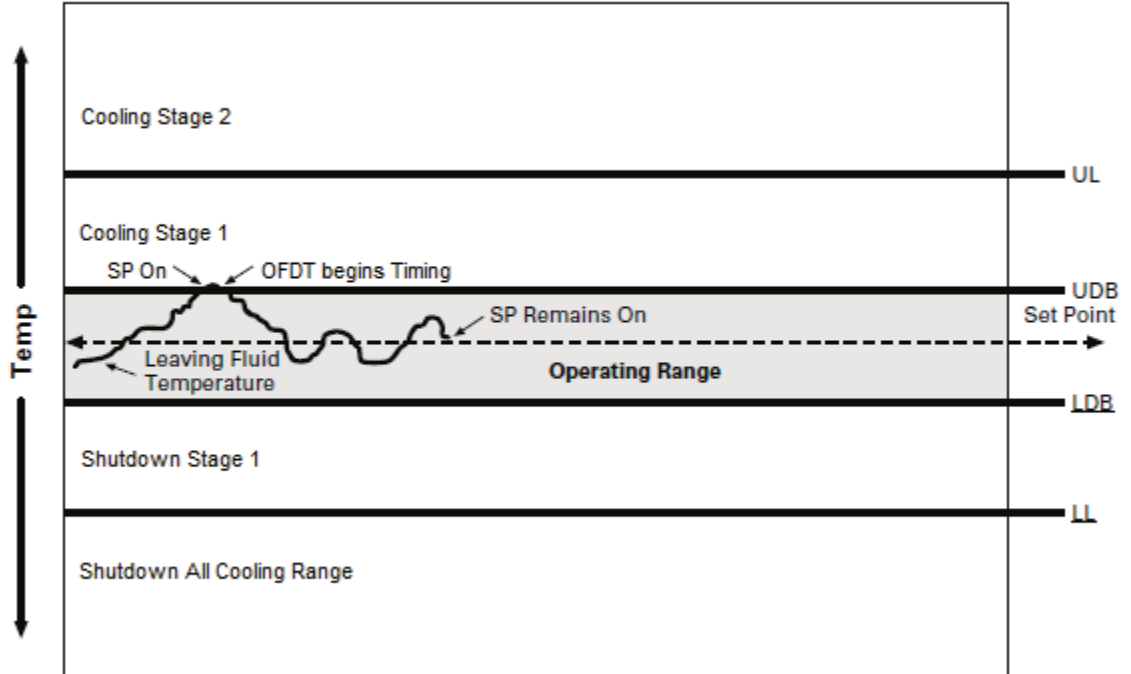 Cooling Stage 2
UL
Cooling Stage 1
SP On
OFDT begins Timing
UDB
SP Remains On
Set Point
Leaving Fluid
Temperature
Operating Range
LDB
Shutdown Stage 1
LL
Shutdown All Cooling Range
Temp